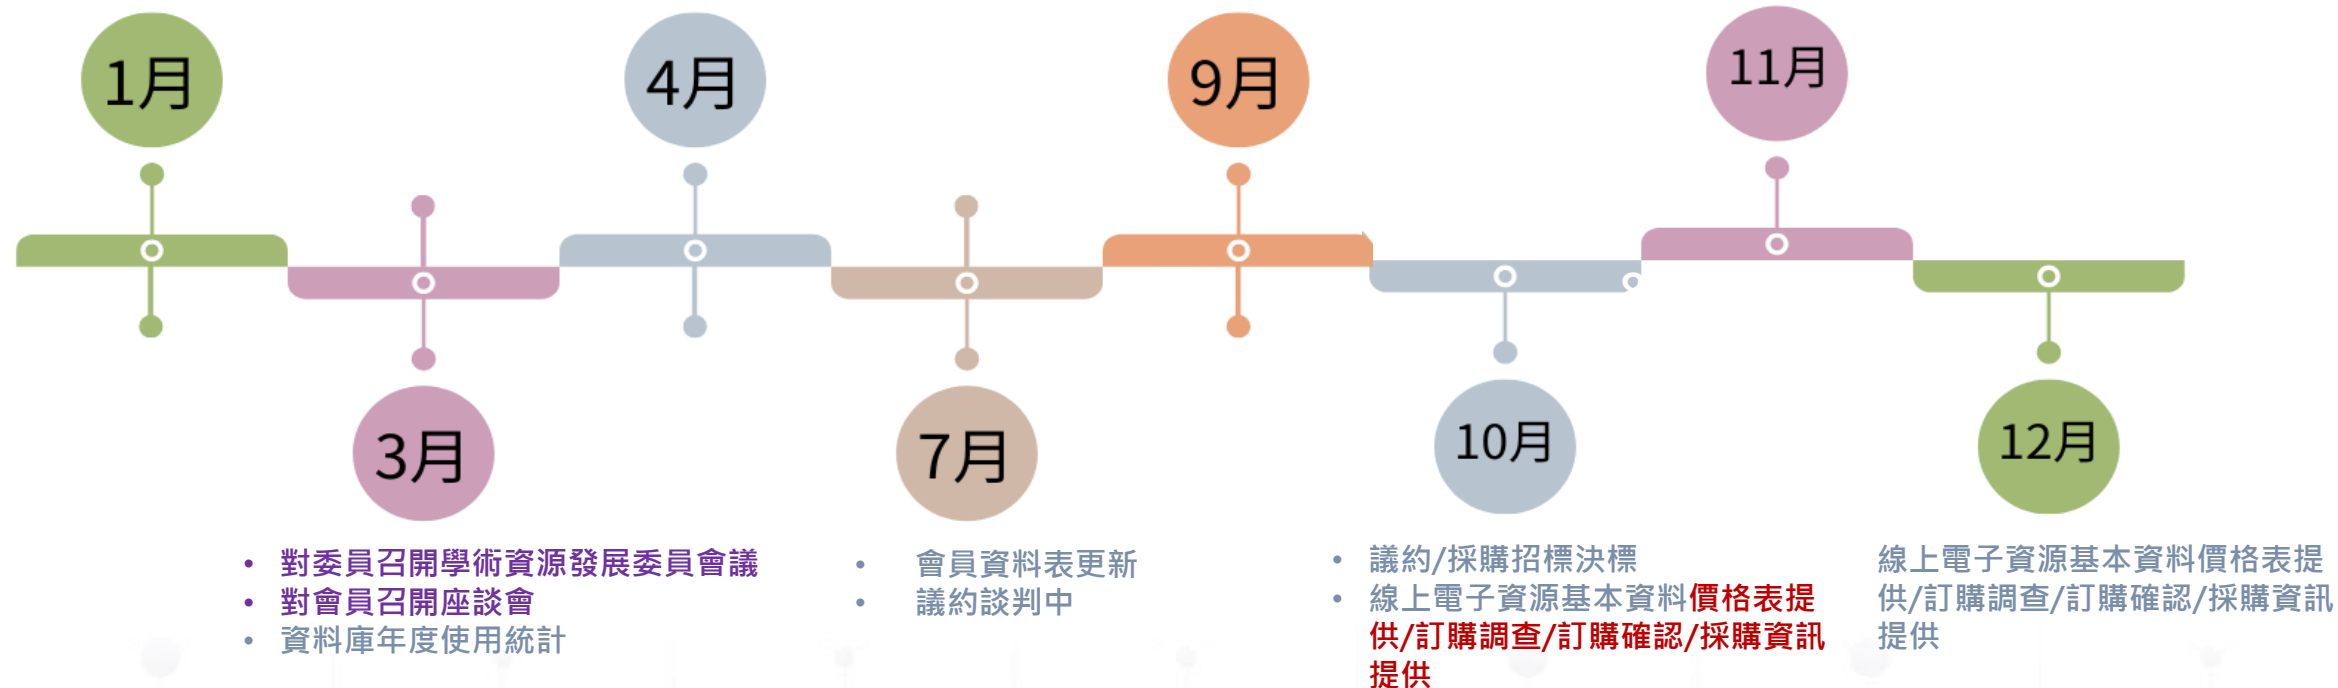 1月
4月
9月
11月
3月
7月
10月
12月
• 對委員召開學術資源發展委員會議
• 對會員召開座談會
• 資料庫年度使用統計
• 會員資料表更新
• 議約談判中
• 議約/採購招標決標
• 線上電子資源基本資料價格表提
供/訂購調查/訂購確認/採購資訊
提供
線上電子資源基本資料價格表提
供/訂購調查/訂購確認/採購資訊
提供